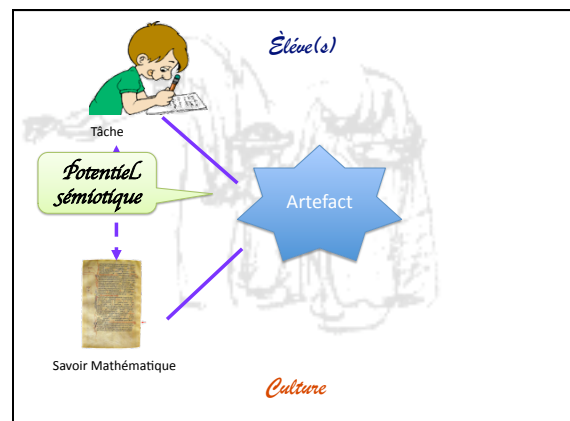 Èléve(s)
Tâche
Potentiel
sémiotique
Artefact
Savoir Mathématique
Culture